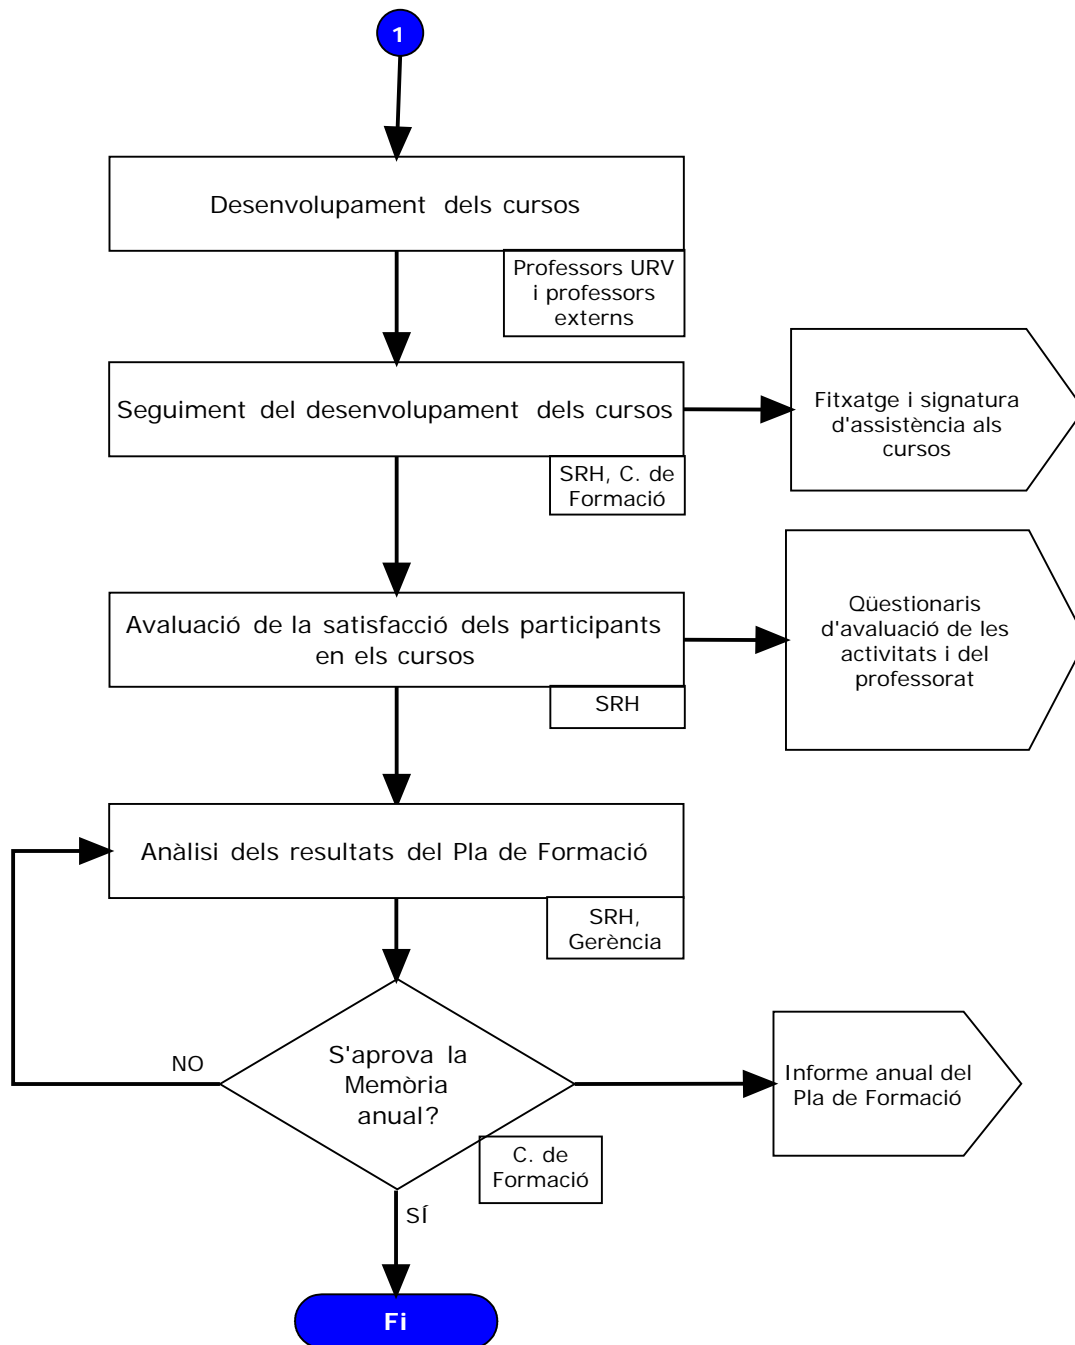 1
Desenvolupament dels cursos
Professors URV
i professors
externs
Seguiment del desenvolupament dels cursos
Fitxatge i signatura
d'assistència als
cursos
SRH, C. de
Formació
Avaluació de la satisfacció dels participants
en els cursos
Qüestionaris
d'avaluació de les
activitats i del
professorat
SRH
Anàlisi dels resultats del Pla de Formació
SRH,
Gerència
S'aprova la
Memòria
anual?
NO
Informe anual del
Pla de Formació
C. de
Formació
SÍ
Fi